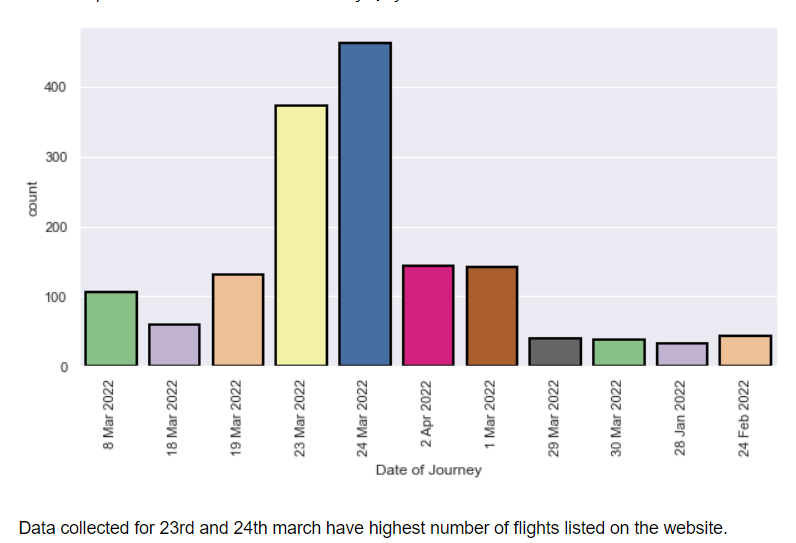 400
300
200
100
0
count
8 Mar 2022
18 Mar 2022
19 Mar 2022
23 Mar 2022
24 Mar 2022
2 Apr 2022
1 Mar 2022
29 Mar 2022
30 Mar 2022
28 Jan 2022
24 Feb 2022
Date of Journey
Data collected for 23rd and 24th march have highest number of flights listed on the website.